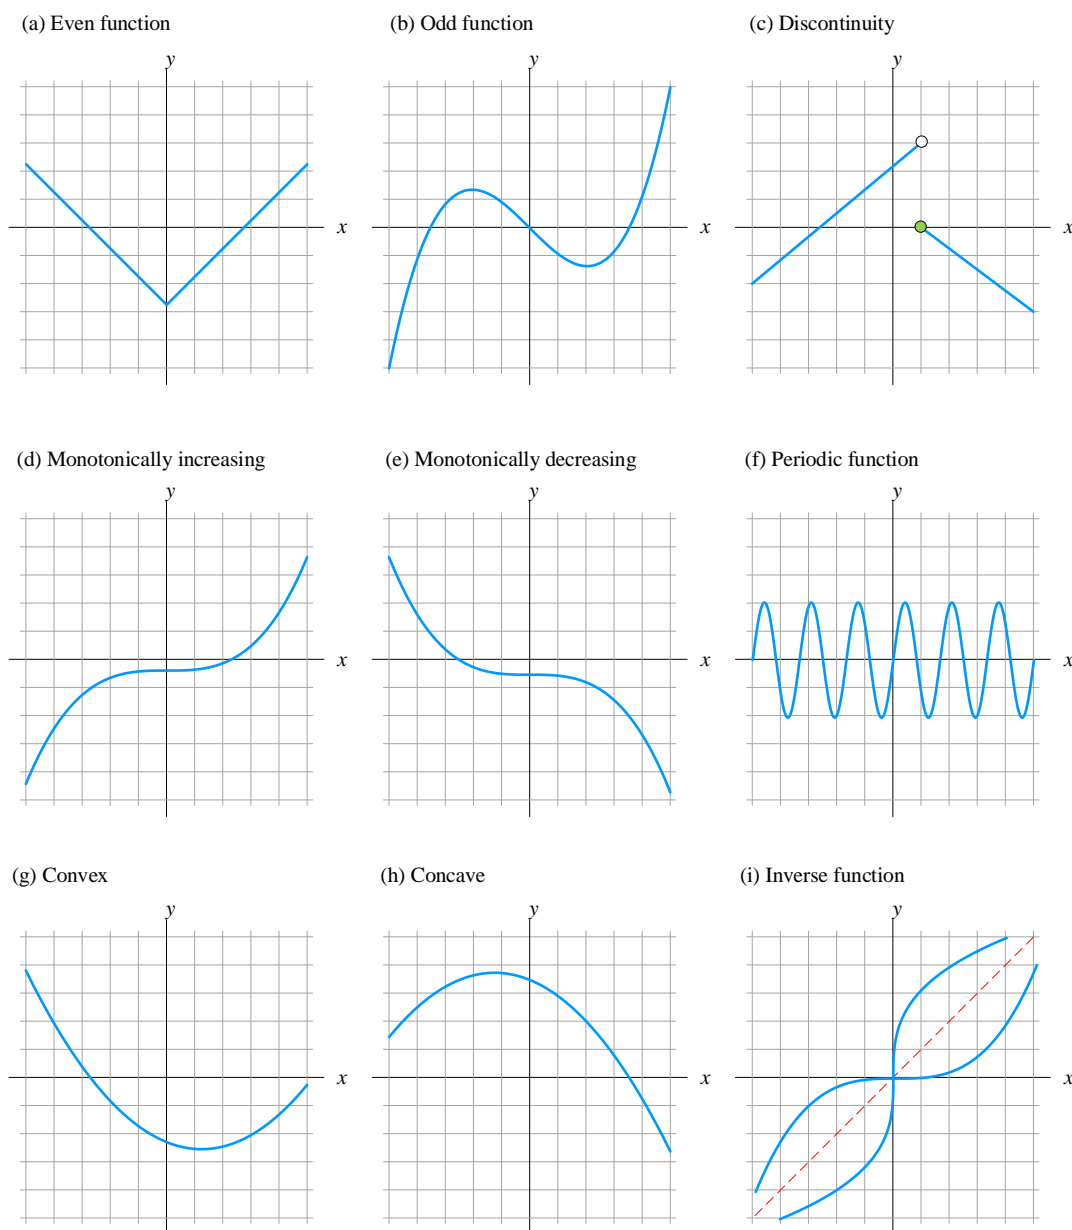 (a) Even function
(b) Odd function
(c) Discontinuity
y
y
y
x
x
x
(d) Monotonically increasing
(e) Monotonically decreasing
(f) Periodic function
y
y
y
x
x
x
(g) Convex
(h) Concave
(i) Inverse function
y
y
y
x
x
x